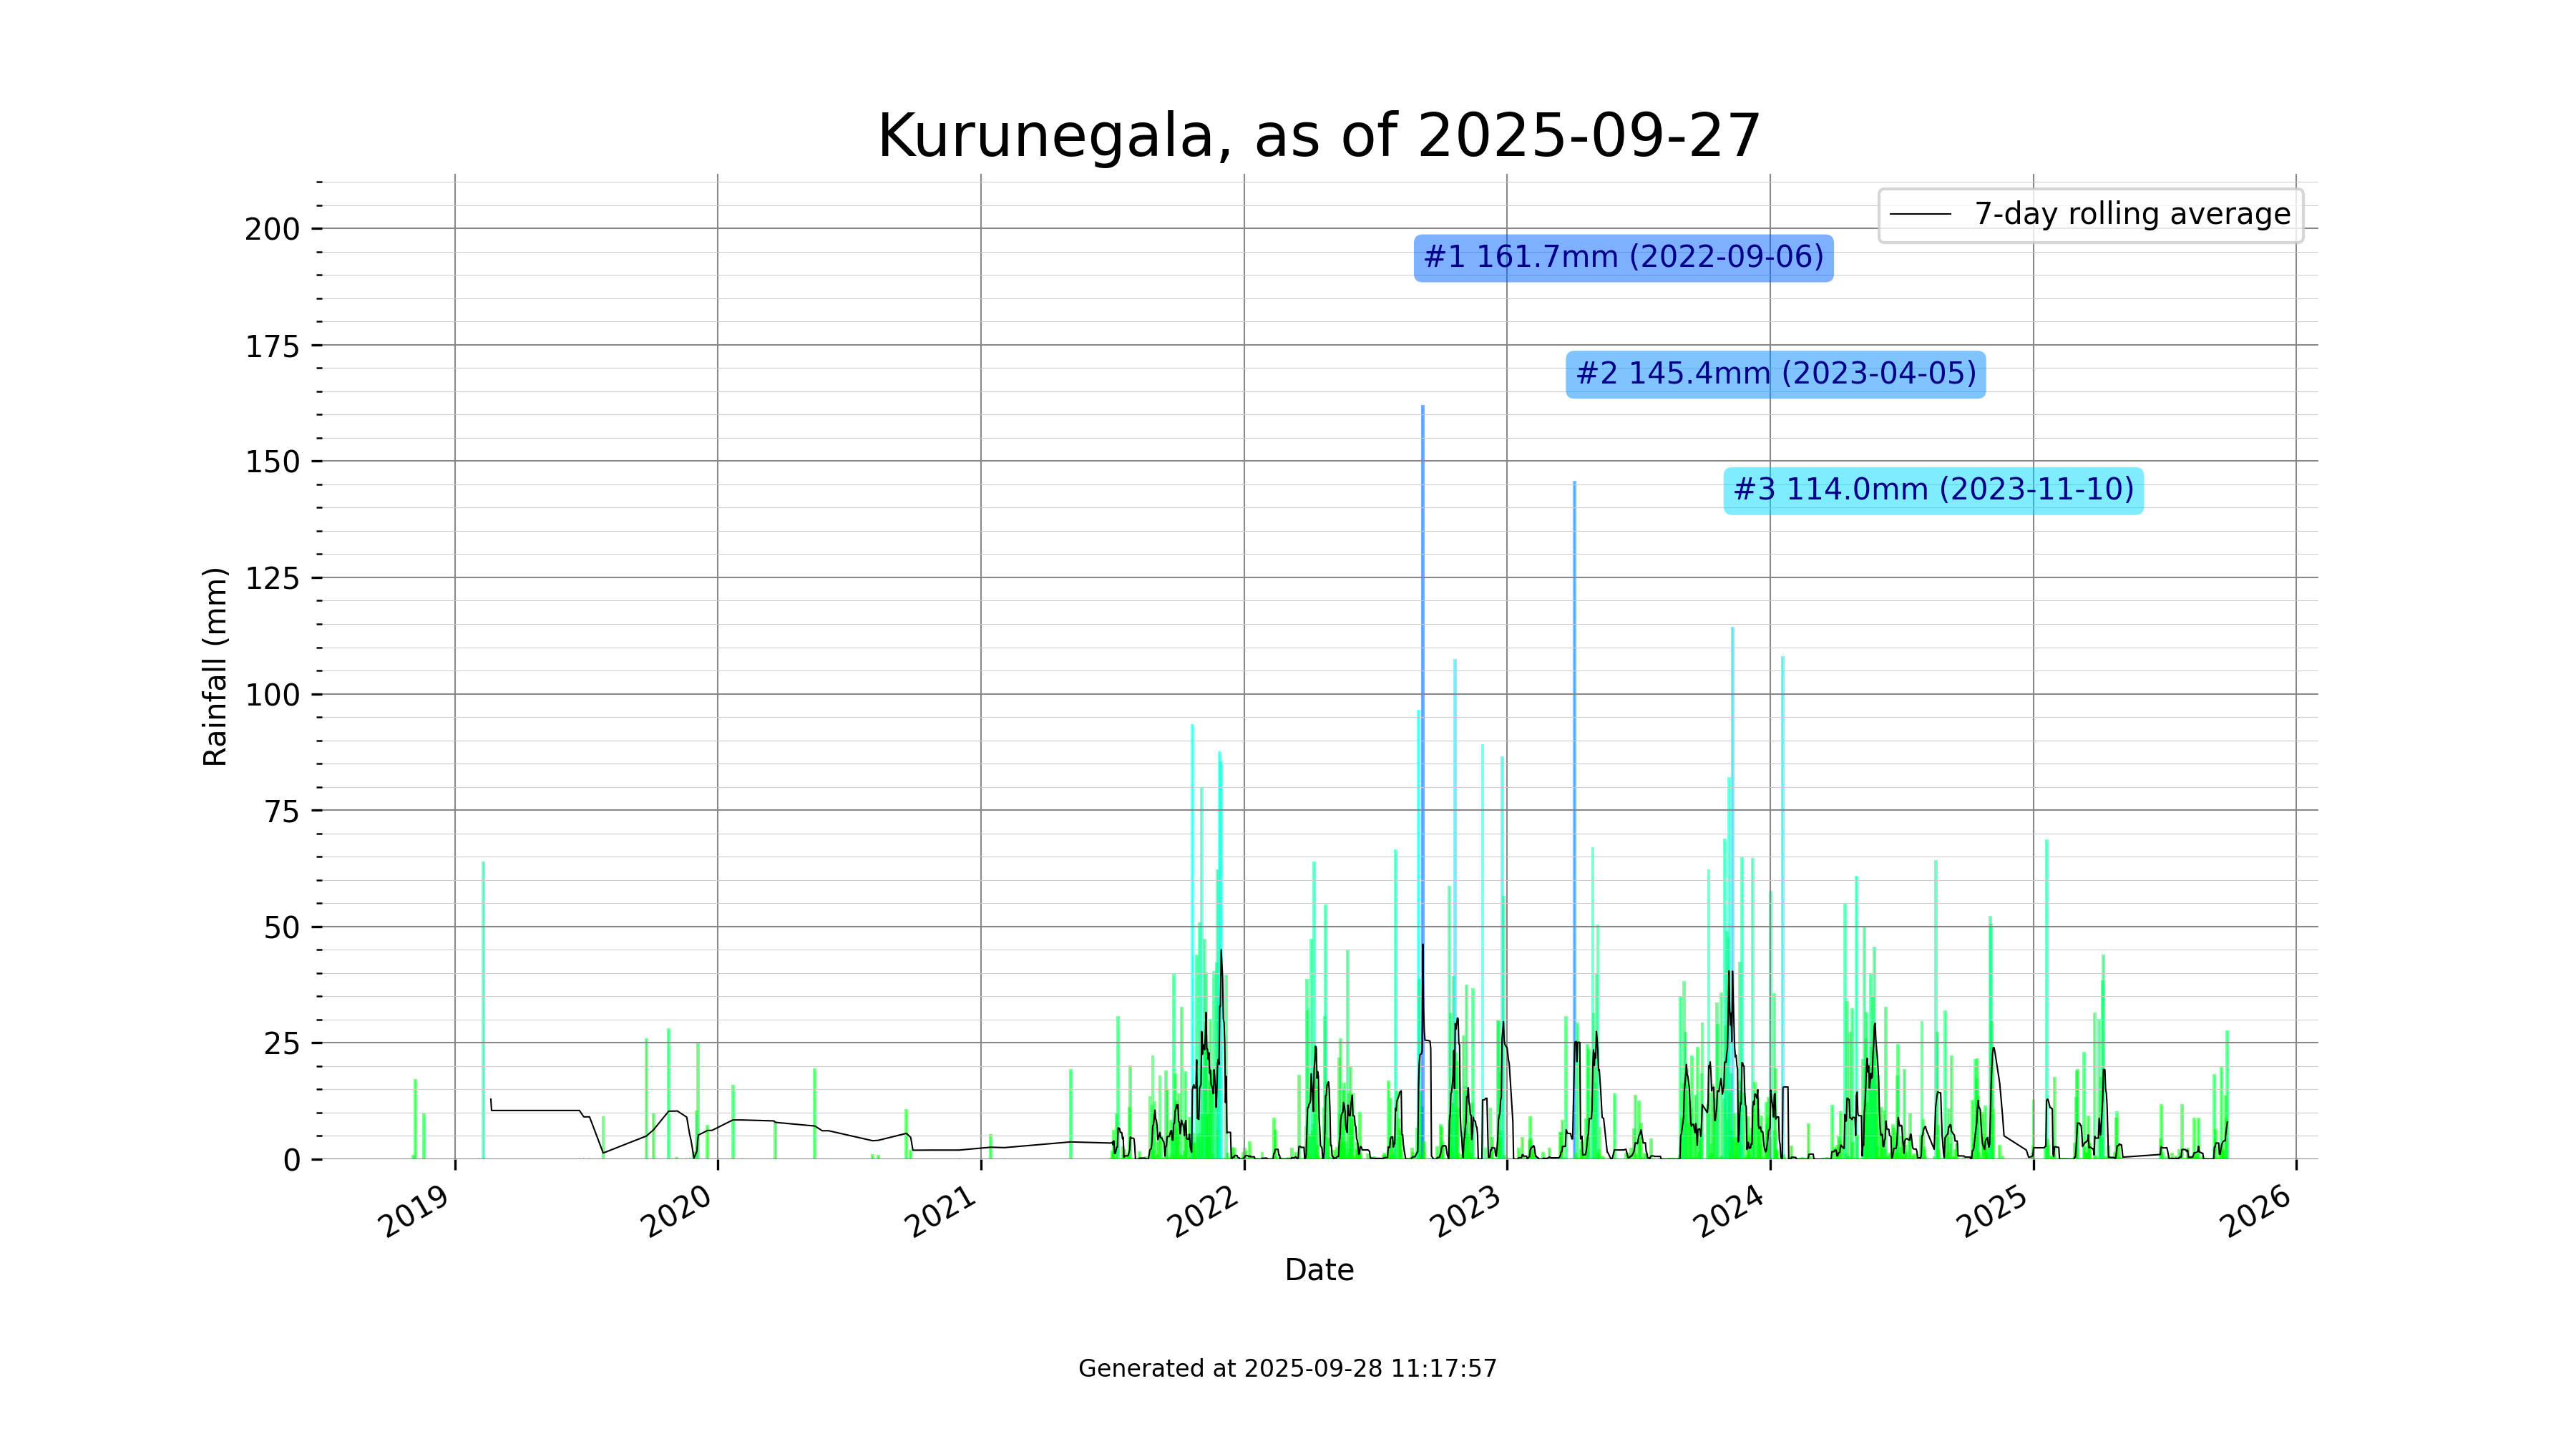 Kurunegala, as of 2025-09-27
7-day rolling average
#1 161.7mm (2022-09-06)
#2 145.4mm (2023-04-05)
#3 114.0mm (2023-11-10)
Rainfall (mm)
200
175
150
125
100
75
50
25
0
2019 2020 2021 2022 2023 2024 2025 2026
Date
Generated at 2025-09-28 11:17:57